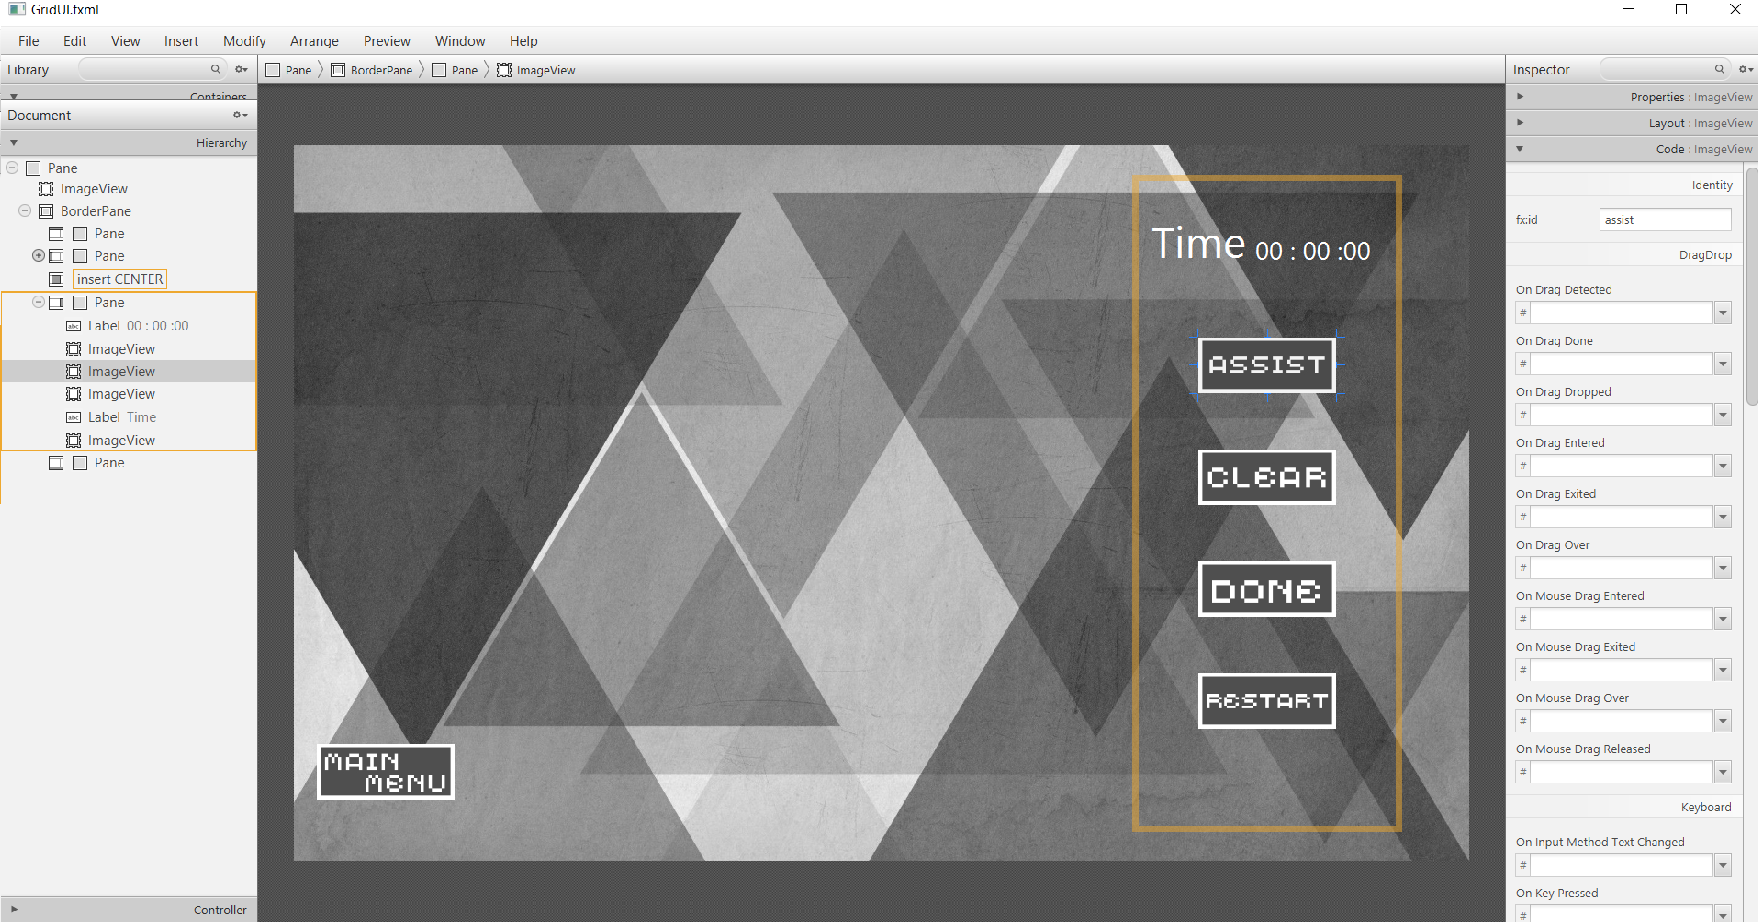 GridUI.fxml
File Edit View Insert Modify Arrange Preview Window Help
Library
Pane BorderPane Pane ImageView
Inspector
Containers
Document
Hierarchy
Pane
ImageView
BorderPane
Pane
Pane
insert CENTER
Pane
Label 00 : 00 :00
ImageView
ImageView
ImageView
Label Time
ImageView
Pane
Controller
Time 00 : 00 :00
ASSIST
CLEAR
DONE
RESTART
MAIN
MENU
Properties : ImageView
Layout : ImageView
Code : ImageView
Identity
fx:id assist
DragDrop
On Drag Detected
#
On Drag Done
#
On Drag Dropped
#
On Drag Entered
#
On Drag Exited
#
On Drag Over
#
On Mouse Drag Entered
#
On Mouse Drag Exited
#
On Mouse Drag Over
#
On Mouse Drag Released
#
Keyboard
On Input Method Text Changed
#
On Key Pressed
#